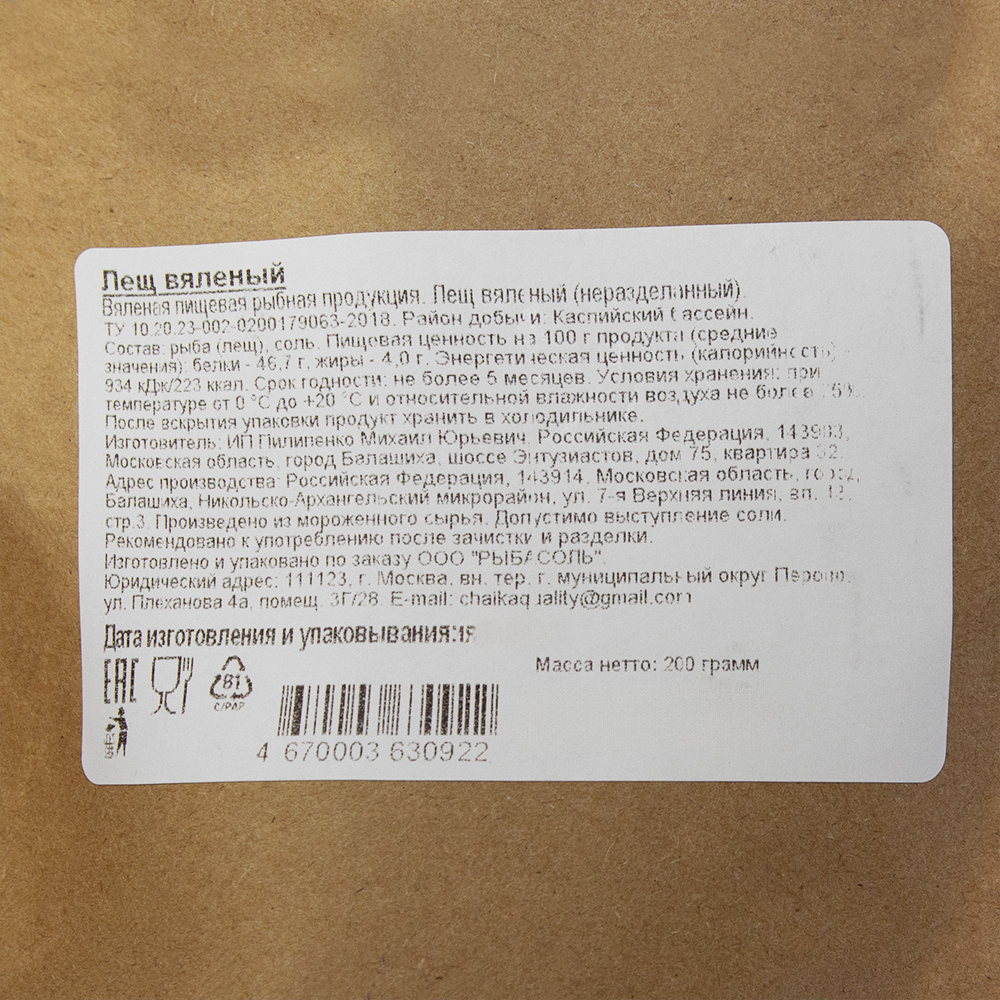 Лещ вяленый
Вяленая пищевая рыбная продукция. Лещ вяленый (неразделанный).
ТУ 10.20.23-002-0200179063-2018. Район добычи: Каспийский бассейн.
Состав: рыба (лещ), соль. Пищевая ценность на 100 г продукта (средние
значения): белки - 46,7 г, жиры - 4,0 г. Энергетическая ценность (калорийность) -
934 кДж/223 ккал. Срок годности: не более 6 месяцев. Условия хранения: при
температуре от 0 °C до +20 °C и относительной влажности воздуха не более
После вскрытия упаковки продукт хранить в холодильнике.
Изготовитель: ИП Пилипенко Михаил Юрьевич, Российская Федерация, 143903,
Московская область, город Балашиха, шоссе Энтузиастов, дом 75, квартира
Адрес производства: Российская Федерация, 143914, Московская область, город
Балашиха, Никольско-Архангельский микрорайон, ул. 7-я Верхняя линия, вл.
стр.3. Произведено из мороженного сырья. Допустимо выступление соли.
Рекомендовано к употреблению после зачистки и разделки.
Изготовлено и упаковано по заказу ООО "РЫБАСОЛЬ".
Юридический адрес: 111123, г. Москва, вн. тер. г. муниципальный округ Перово,
ул. Плеханова 4а, помещ. 3Г/28. E-mail: chaikaquality@gmail.com
Дата изготовления и упаковывания:
Масса нетто: 200 грамм
EAC
81
C/PAP
4 670003 630922